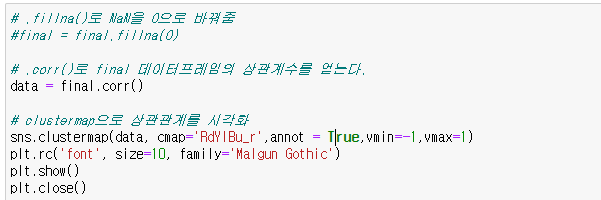 # .fillna()로 NaN을 0으로 바꿔줌
#final = final.fillna(0)
# .corr()로 final 데이터프레임의 상관계수를 얻는다.
data = final.corr()
# clustermap으로 상관관계를 시각화
sns.clustermap(data, cmap='RdYlBu_r',annot = True,vmin=-1,vmax=1)
plt.rc('font', size=10, family='Malgun Gothic')
plt.show()
plt.close()